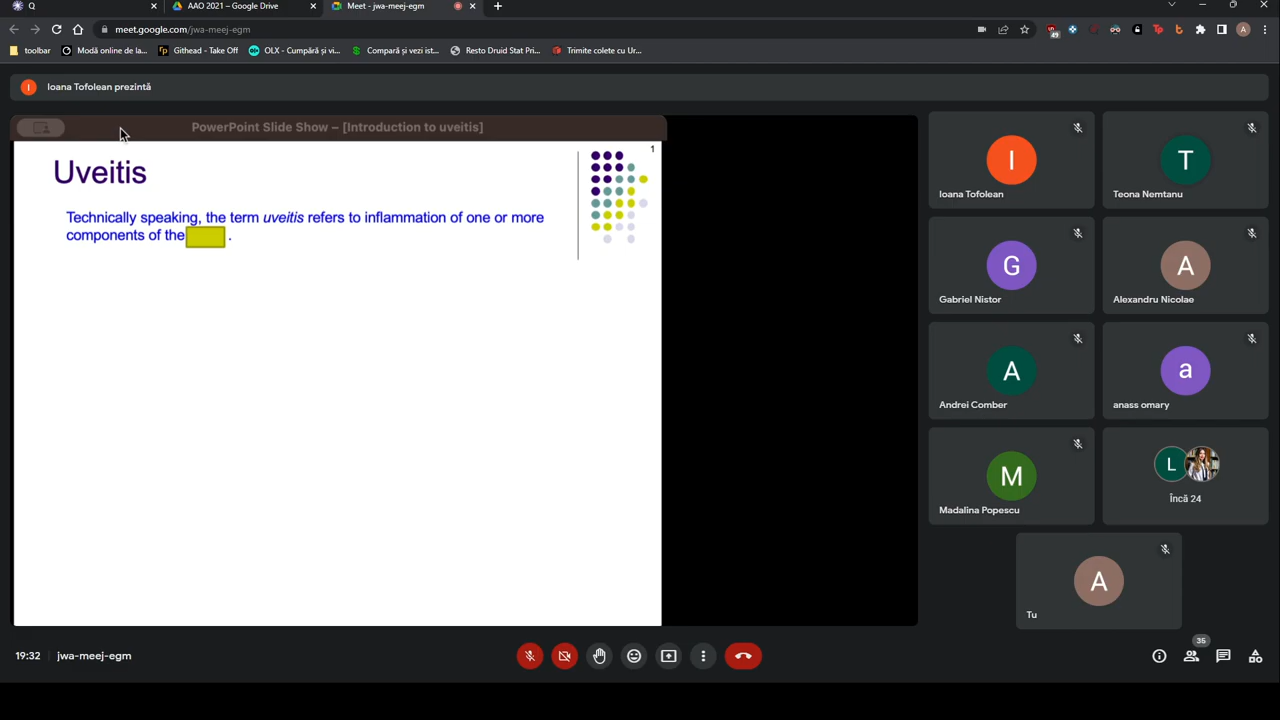 Q
AAO 2021 – Google Drive
Meet - jwa-meej-egm
meet.google.com/jwa-meej-egm
49
Tp
b
A
toolbar
Modă online de la...
fp
Githead - Take Off
OLX - Cumpără și vi...
Compară și vezi ist...
Resto Druid Stat Pri...
Trimite colete cu Ur...
I
Ioana Tofolean prezintă
PowerPoint Slide Show – [Introduction to uveitis]
1
Uveitis
Technically speaking, the term uveitis refers to inflammation of one or more
components of the .
I
Ioana Tofolean
T
Teona Nemtanu
G
Gabriel Nistor
A
Alexandru Nicolae
A
Andrei Comber
a
anass omary
M
Madalina Popescu
L
Încă 24
A
Tu
19:32
jwa-meej-egm
35